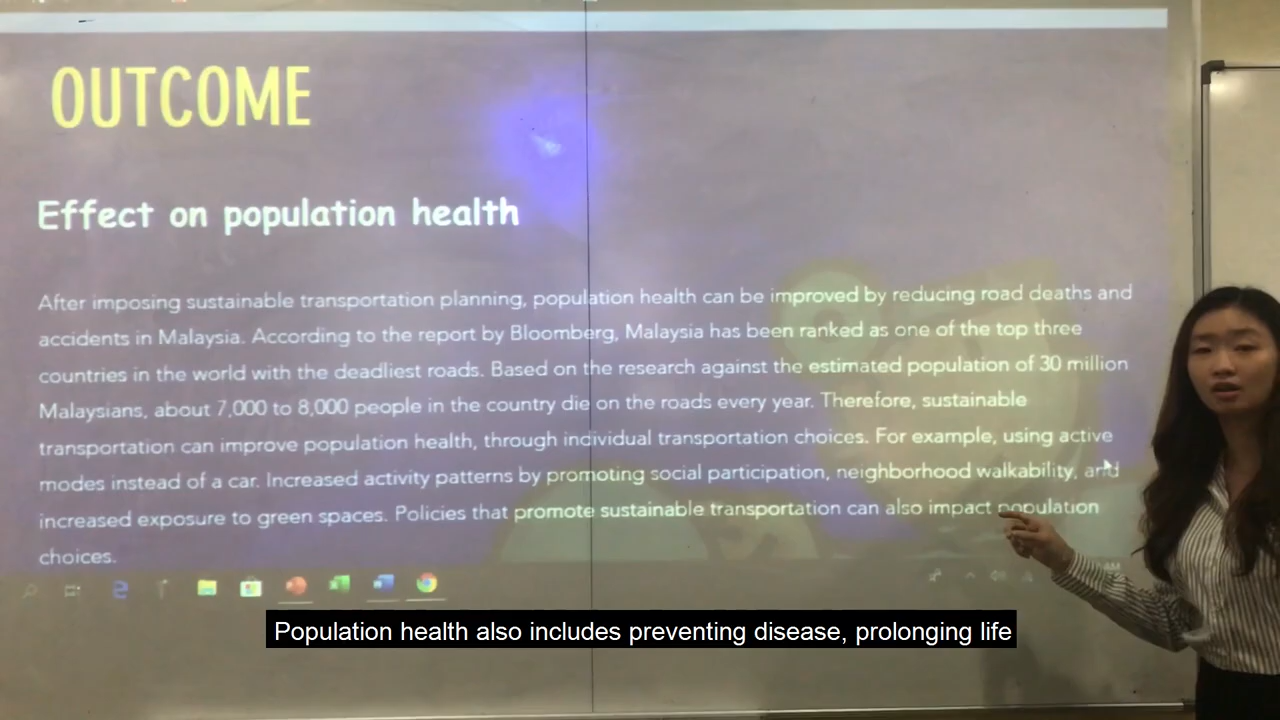 OUTCOME
Effect on population health
After imposing sustainable transportation planning, population health can be improved by reducing road deaths and
accidents in Malaysia. According to the report by Bloomberg, Malaysia has been ranked as one of the top three
countries in the world with the deadliest roads. Based on the research against the estimated population of 30 million
Malaysians, about 7,000 to 8,000 people in the country die on the roads every year. Therefore, sustainable
transportation can improve population health, through individual transportation choices. For example, using active
modes instead of a car. Increased activity patterns by promoting social participation, neighborhood walkability, and
increased exposure to green spaces. Policies that promote sustainable transportation can also impact population
choices.
AM
Population health also includes preventing disease, prolonging life